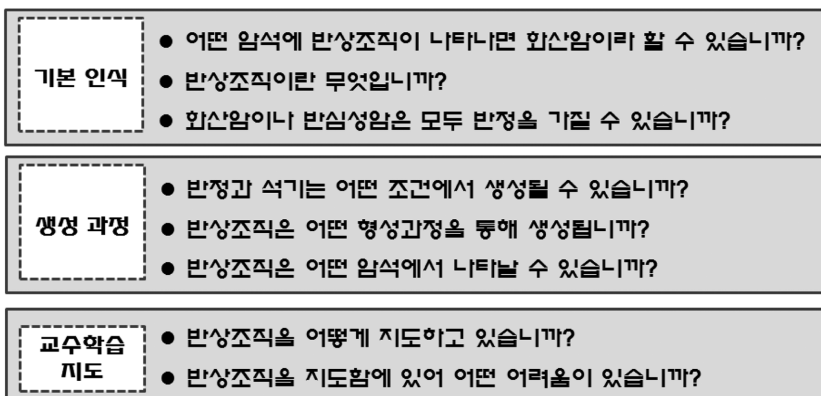 기본 인식
● 어떤 암석에 반상조직이 나타나면 화산암이라 할 수 있습니까?
● 반상조직이란 무엇입니까?
● 화산암이나 반심성암은 모두 반정을 가질 수 있습니까?
생성 과정
● 반정과 석기는 어떤 조건에서 생성될 수 있습니까?
● 반상조직은 어떤 형성과정을 통해 생성됩니까?
● 반상조직은 어떤 암석에서 나타날 수 있습니까?
교수학습
지도
● 반상조직을 어떻게 지도하고 있습니까?
● 반상조직을 지도함에 있어 어떤 어려움이 있습니까?